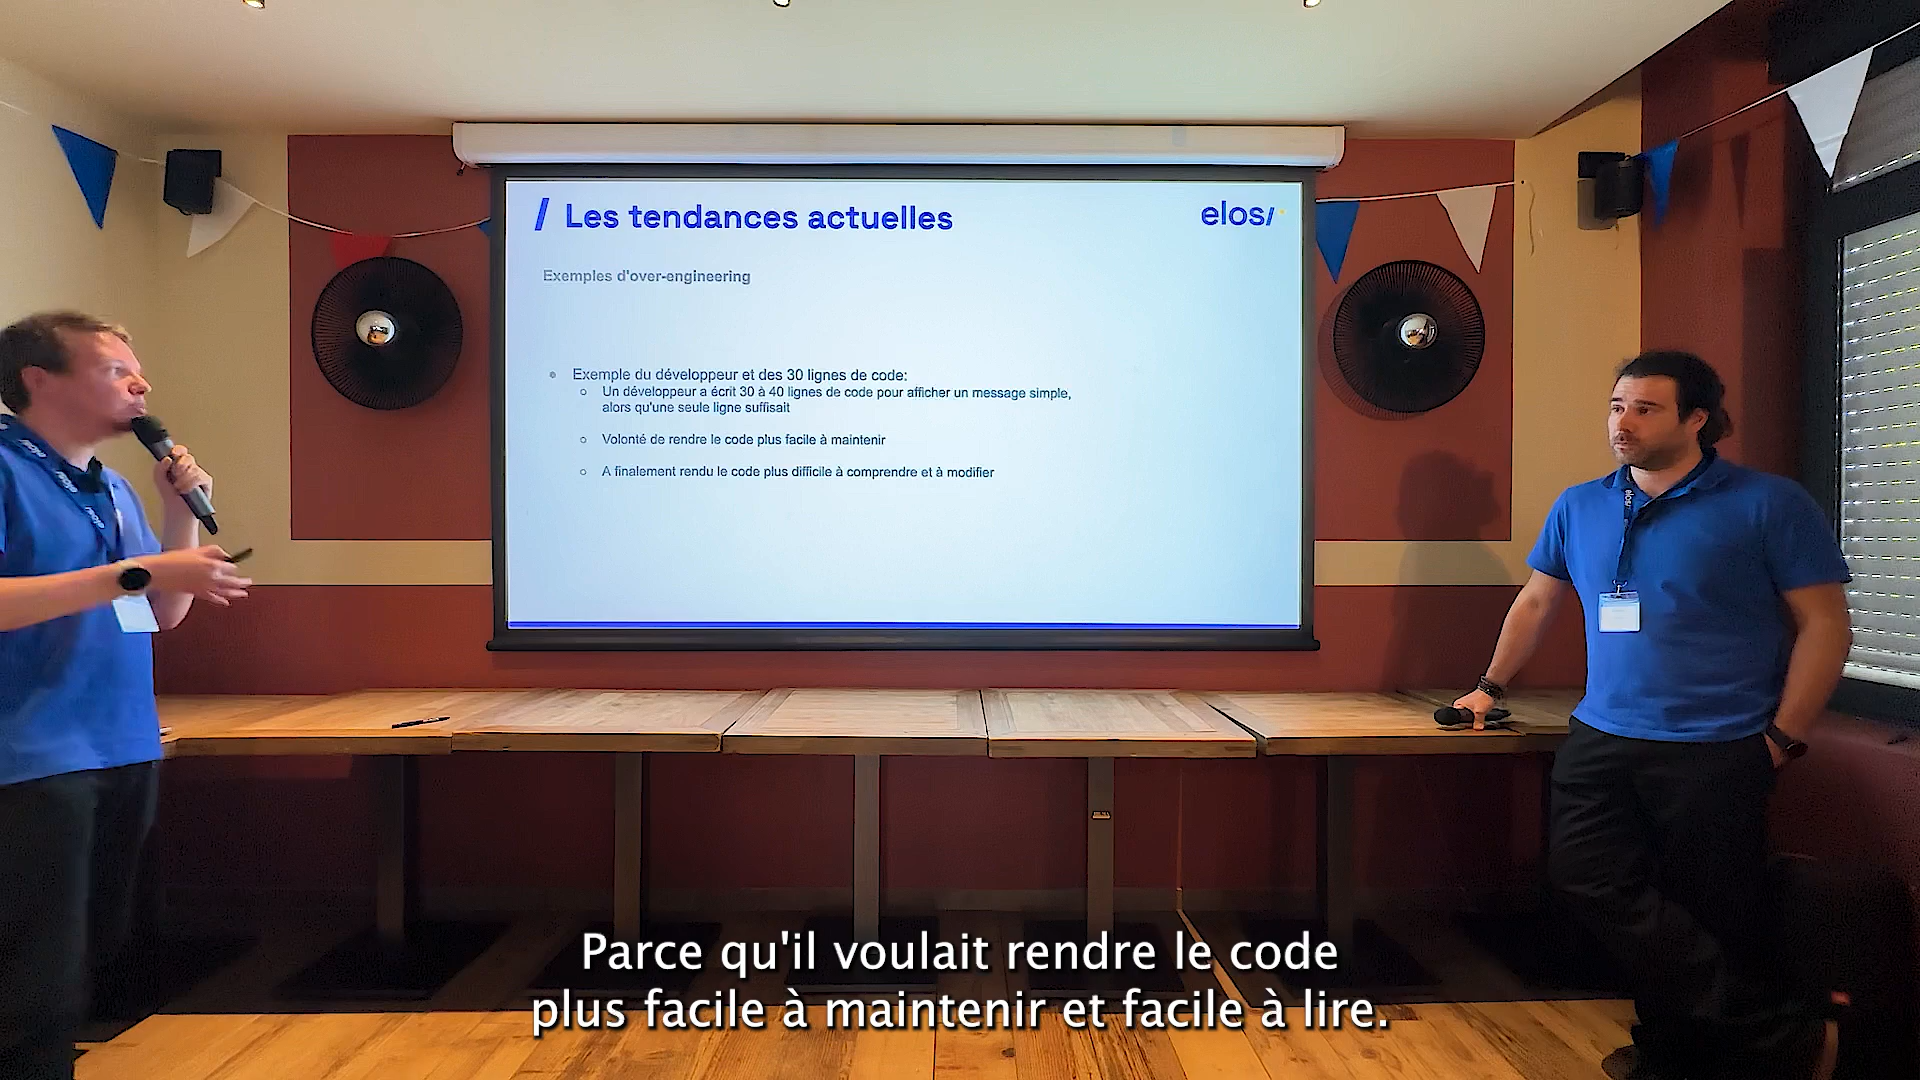 / Les tendances actuelles
elos/
Exemples d'over-engineering
Exemple du développeur et des 30 lignes de code:
Un développeur a écrit 30 à 40 lignes de code pour afficher un message simple,
alors qu'une seule ligne suffisait
Volonté de rendre le code plus facile à maintenir
A finalement rendu le code plus difficile à comprendre et à modifier
elos/
elos/
elos/
Parce qu'il voulait rendre le code
plus facile à maintenir et facile à lire.